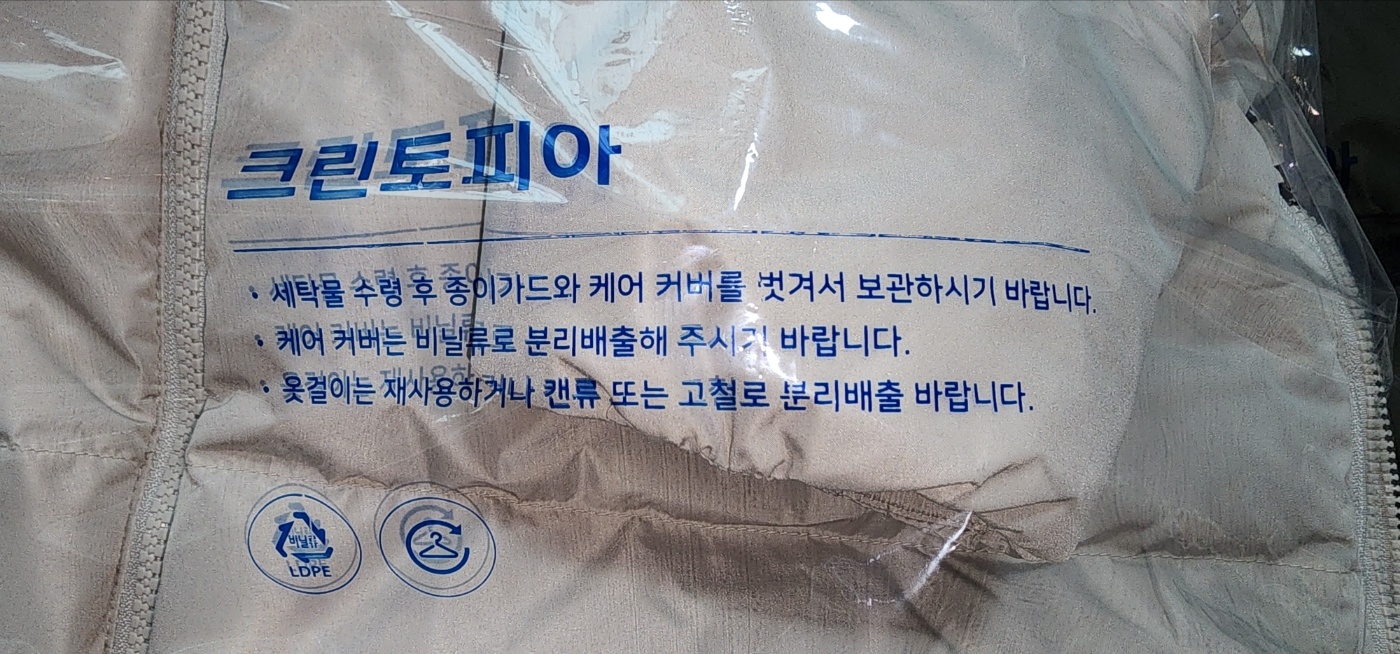 크린토피아
• 세탁물 수령 후 종이가드와 케어 커버를 벗겨서 보관하시기 바랍니다.
• 케어 커버는 비닐류로 분리배출해 주시기 바랍니다.
• 옷걸이는 재사용하거나 캔류 또는 고철로 분리배출 바랍니다.
비닐류
LDPE